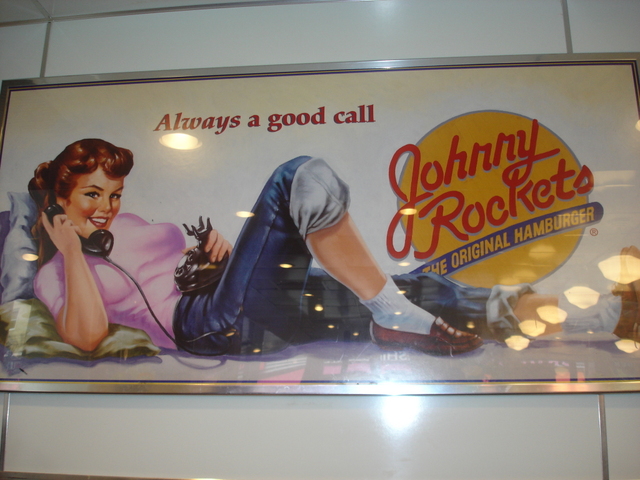 Always a good call
Johnny
Rockets
THE ORIGINAL HAMBURGER
®